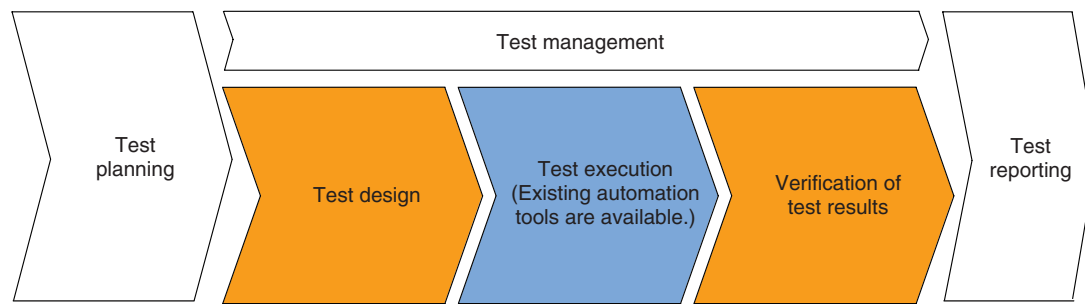 Test
planning
Test management
Test design
Test execution
(Existing automation
tools are available.)
Verification of
test results
Test
reporting